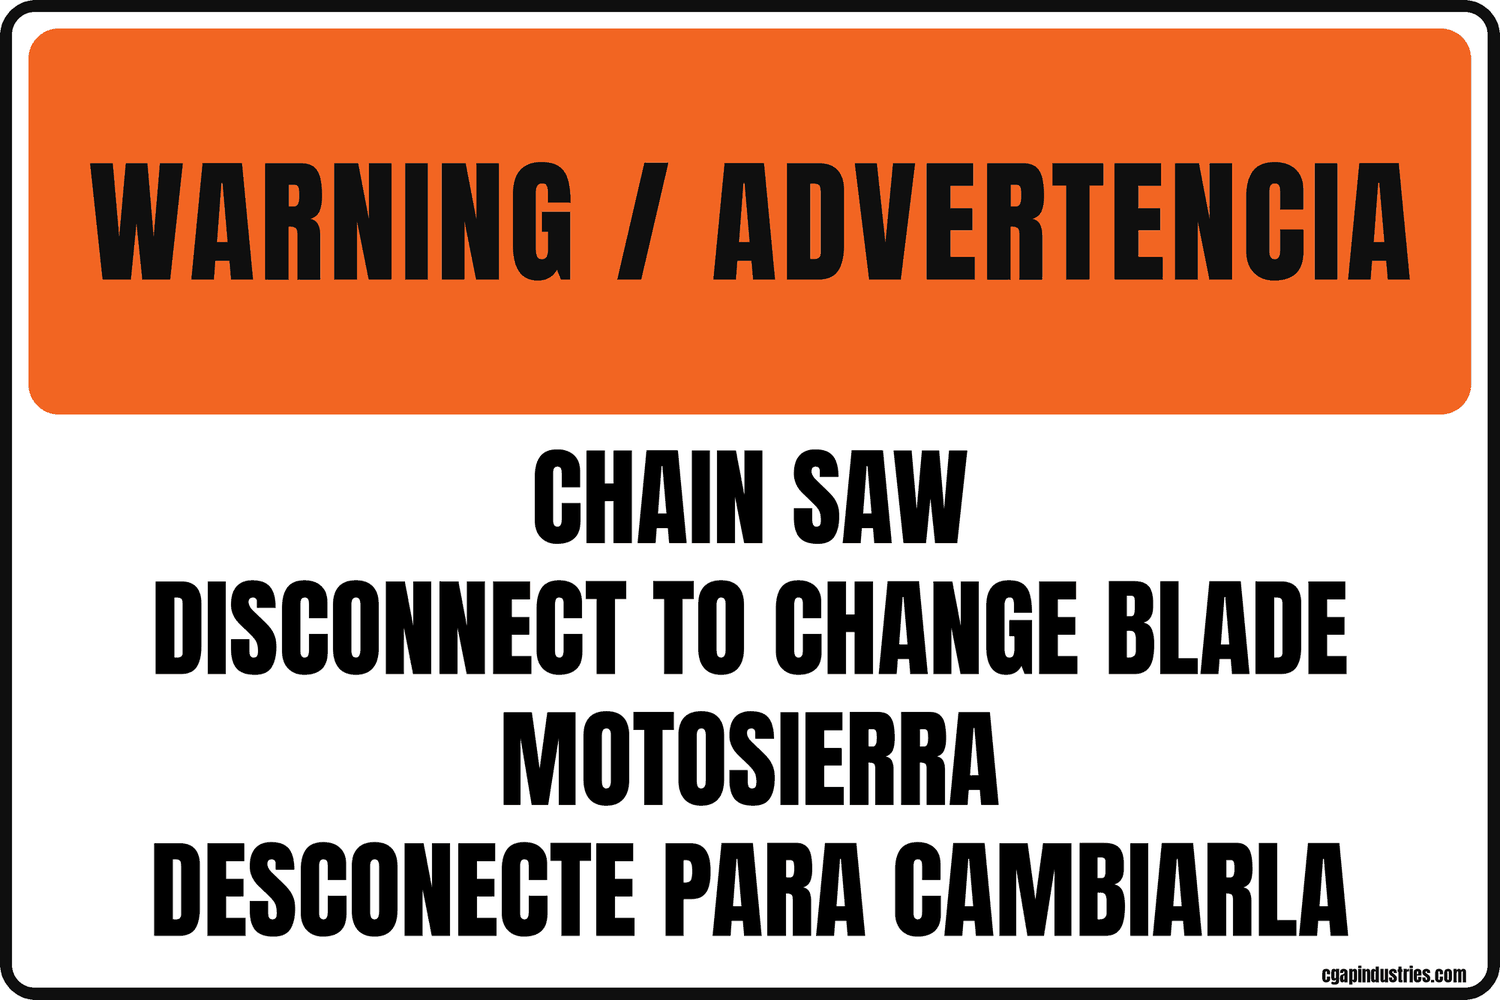 WARNING / ADVERTENCIA
CHAIN SAW
DISCONNECT TO CHANGE BLADE
MOTOSIERRA
DESCONECTE PARA CAMBIARLA
cgapindustries.com